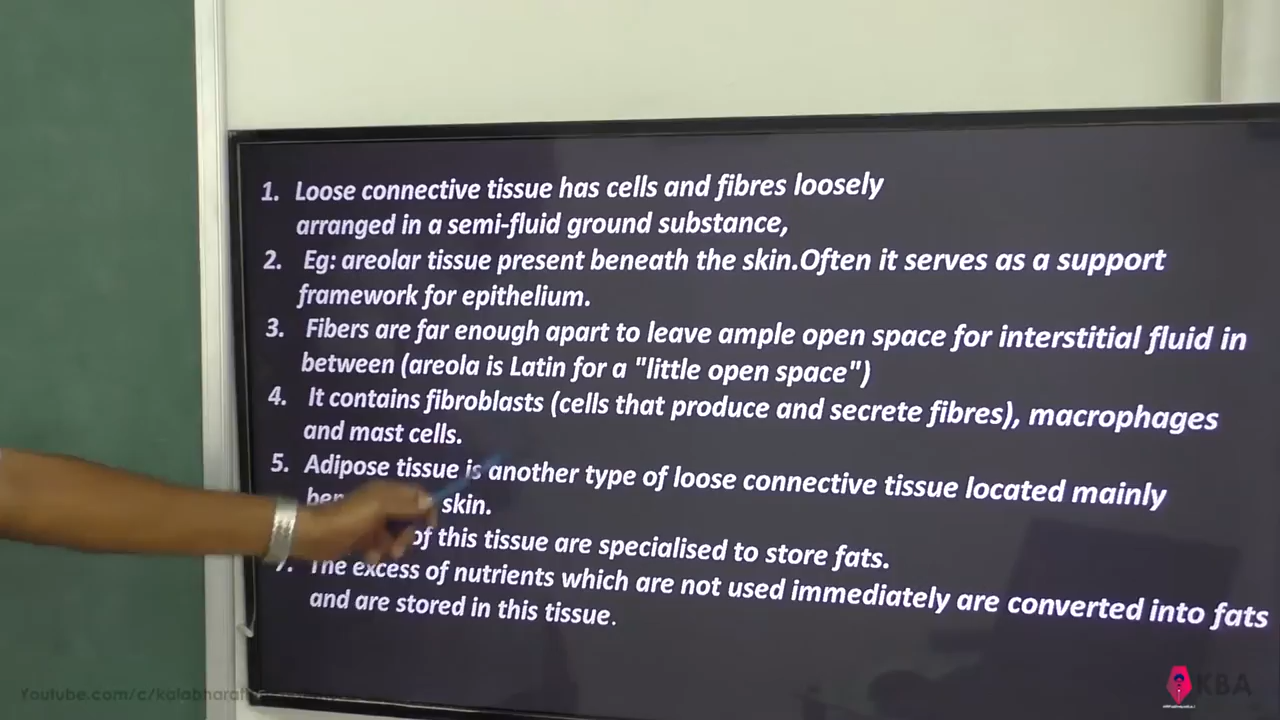 1. Loose connective tissue has cells and fibres loosely
arranged in a semi-fluid ground substance,
2. Eg: areolar tissue present beneath the skin.Often it serves as a support
framework for epithelium.
3. Fibers are far enough apart to leave ample open space for interstitial fluid in
between (areola is Latin for a "little open space")
4. It contains fibroblasts (cells that produce and secrete fibres), macrophages
and mast cells.
5. Adipose tissue is another type of loose connective tissue located mainly
skin.
of this tissue are specialised to store fats.
7. The excess of nutrients which are not used immediately are converted into fats
and are stored in this tissue.
KBA